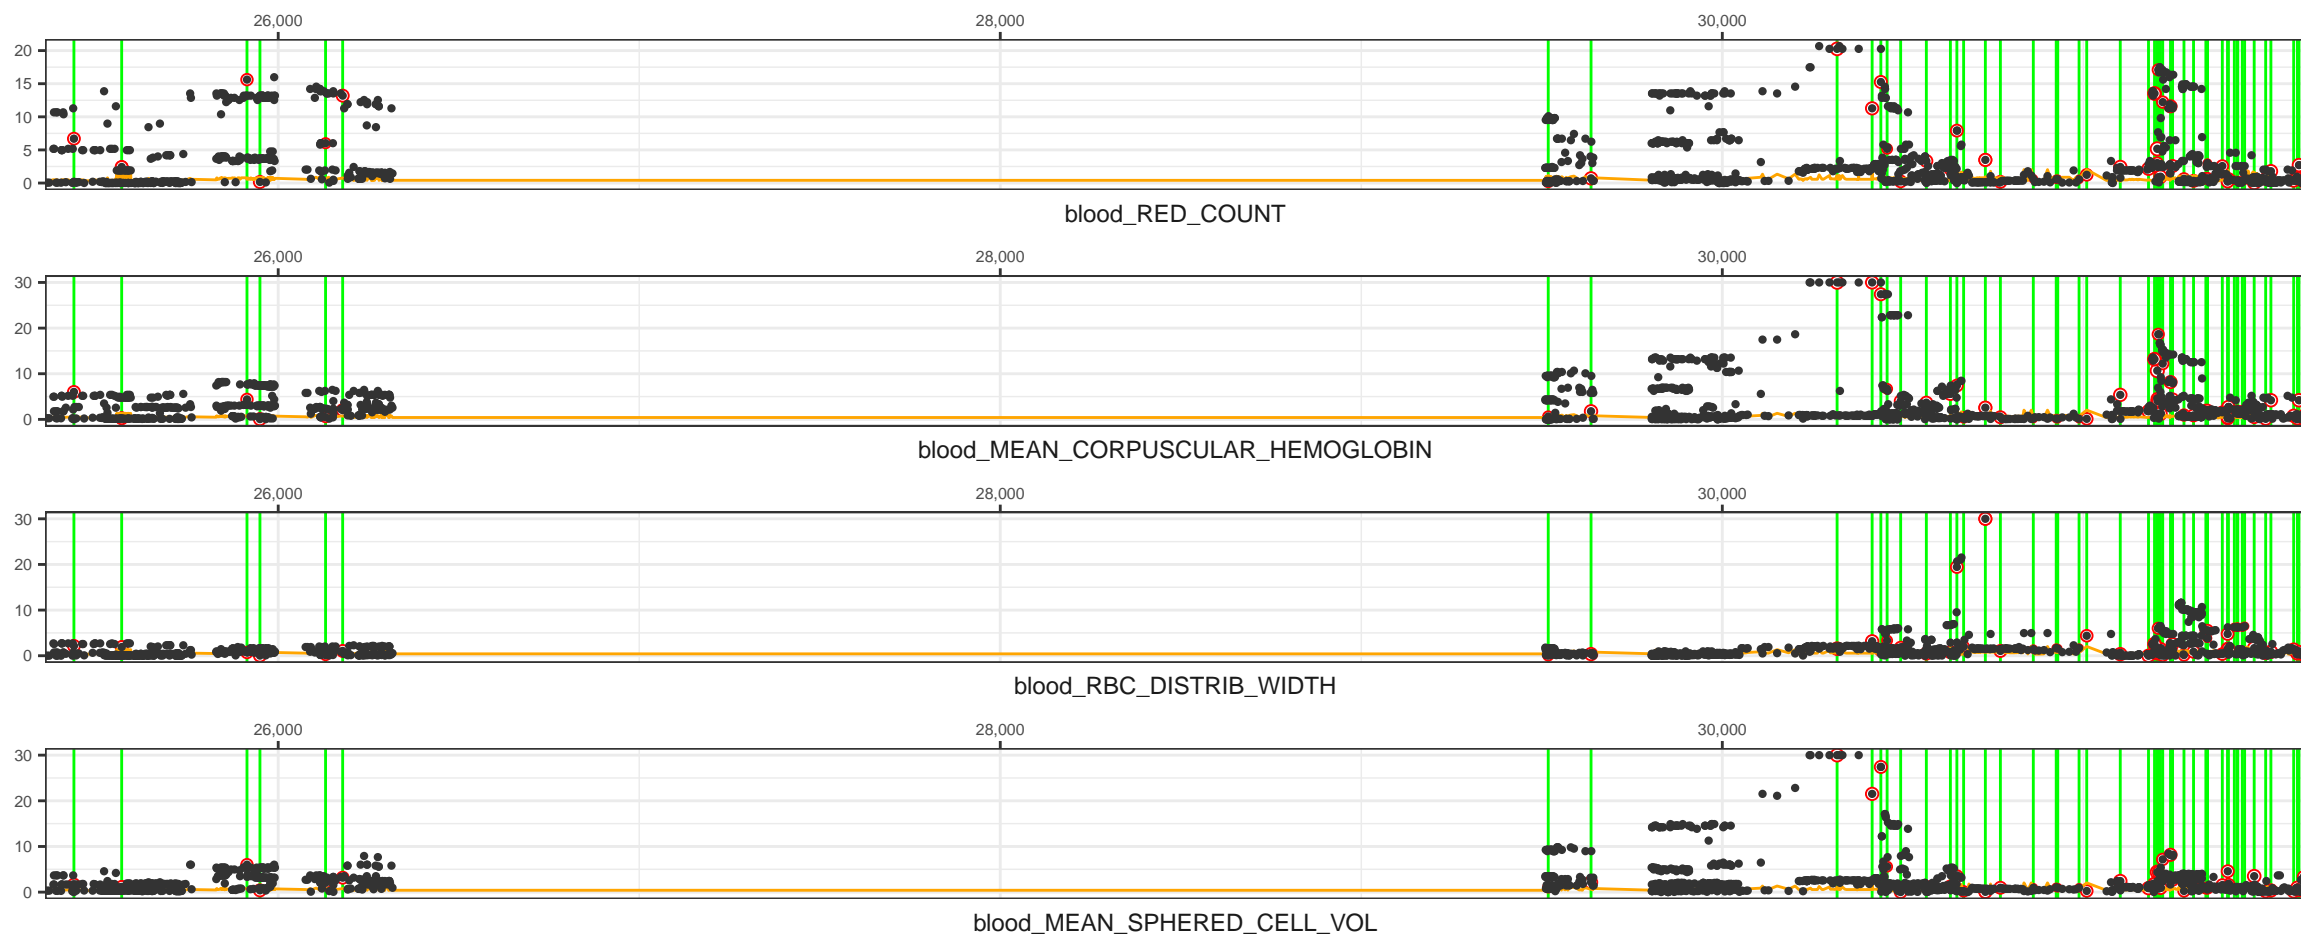 26,000 28,000 30,000
20
15
10
5
0
blood_RED_COUNT
26,000 28,000 30,000
30
20
10
0
blood_MEAN_CORPUSCULAR_HEMOGLOBIN
26,000 28,000 30,000
30
20
10
0
blood_RBC_DISTRIB_WIDTH
26,000 28,000 30,000
30
20
10
0
blood_MEAN_SPHERED_CELL_VOL